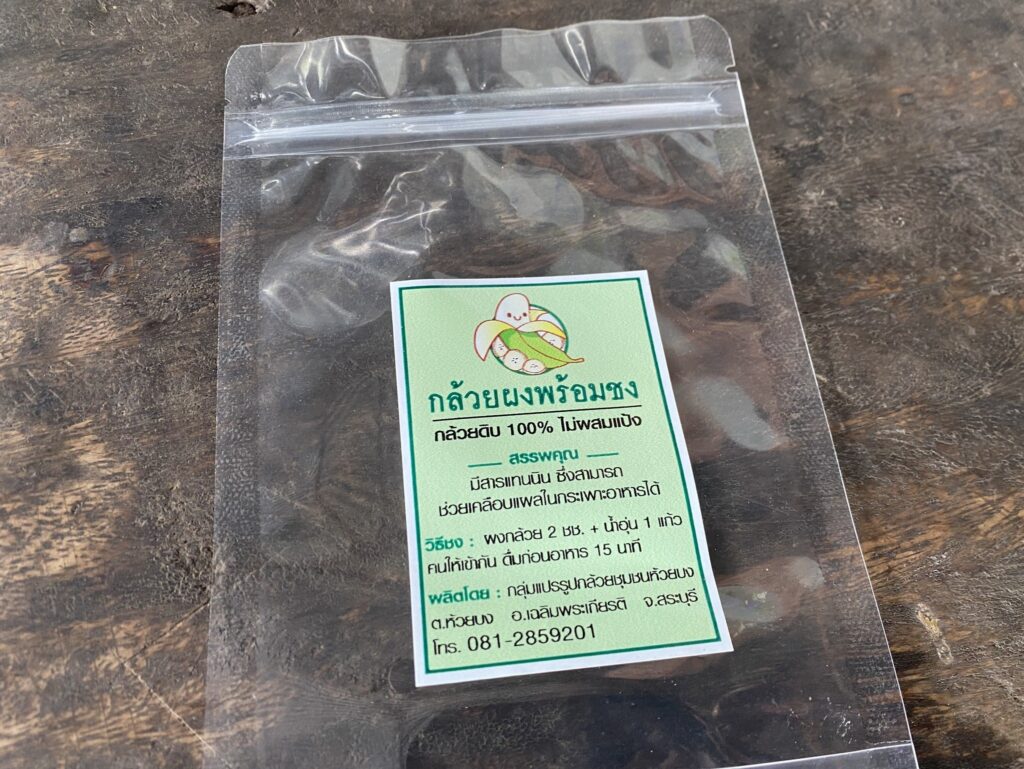 กล้วยผงพร้อมชง
กล้วยดิบ 100% ไม่ผสมแป้ง
สรรพคุณ
มีสารแทนนิน ซึ่งสามารถ
ช่วยเคลือบแผลในกระเพาะอาหารได้
วิธีชง : ผงกล้วย 2 ชช. + น้ำอุ่น 1 แก้ว
คนให้เข้ากัน ดื่มก่อนอาหาร 15 นาที
ผลิตโดย : กลุ่มแปรรูปกล้วยชุมชนห้วยบง
ต.ห้วยบง อ.เฉลิมพระเกียรติ จ.สระบุรี
โทร. 081-2859201